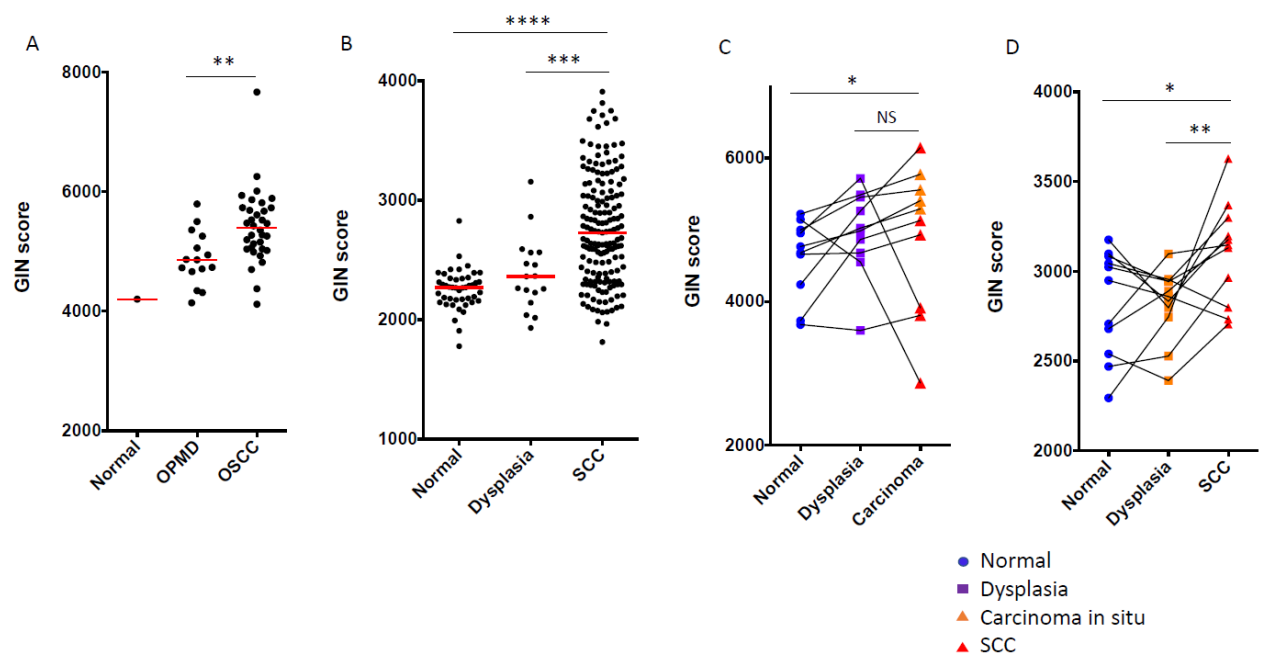 A
GIN score
8000
6000
4000
2000
**
Normal
OPMD
OSCC
B
GIN score
4000
3000
2000
1000
****
***
Normal
Dysplasia
SCC
C
GIN score
6000
4000
2000
*
NS
Normal
Dysplasia
Carcinoma
D
GIN score
4000
3500
3000
2500
2000
*
**
Normal
Dysplasia
SCC
Normal
Dysplasia
Carcinoma in situ
SCC